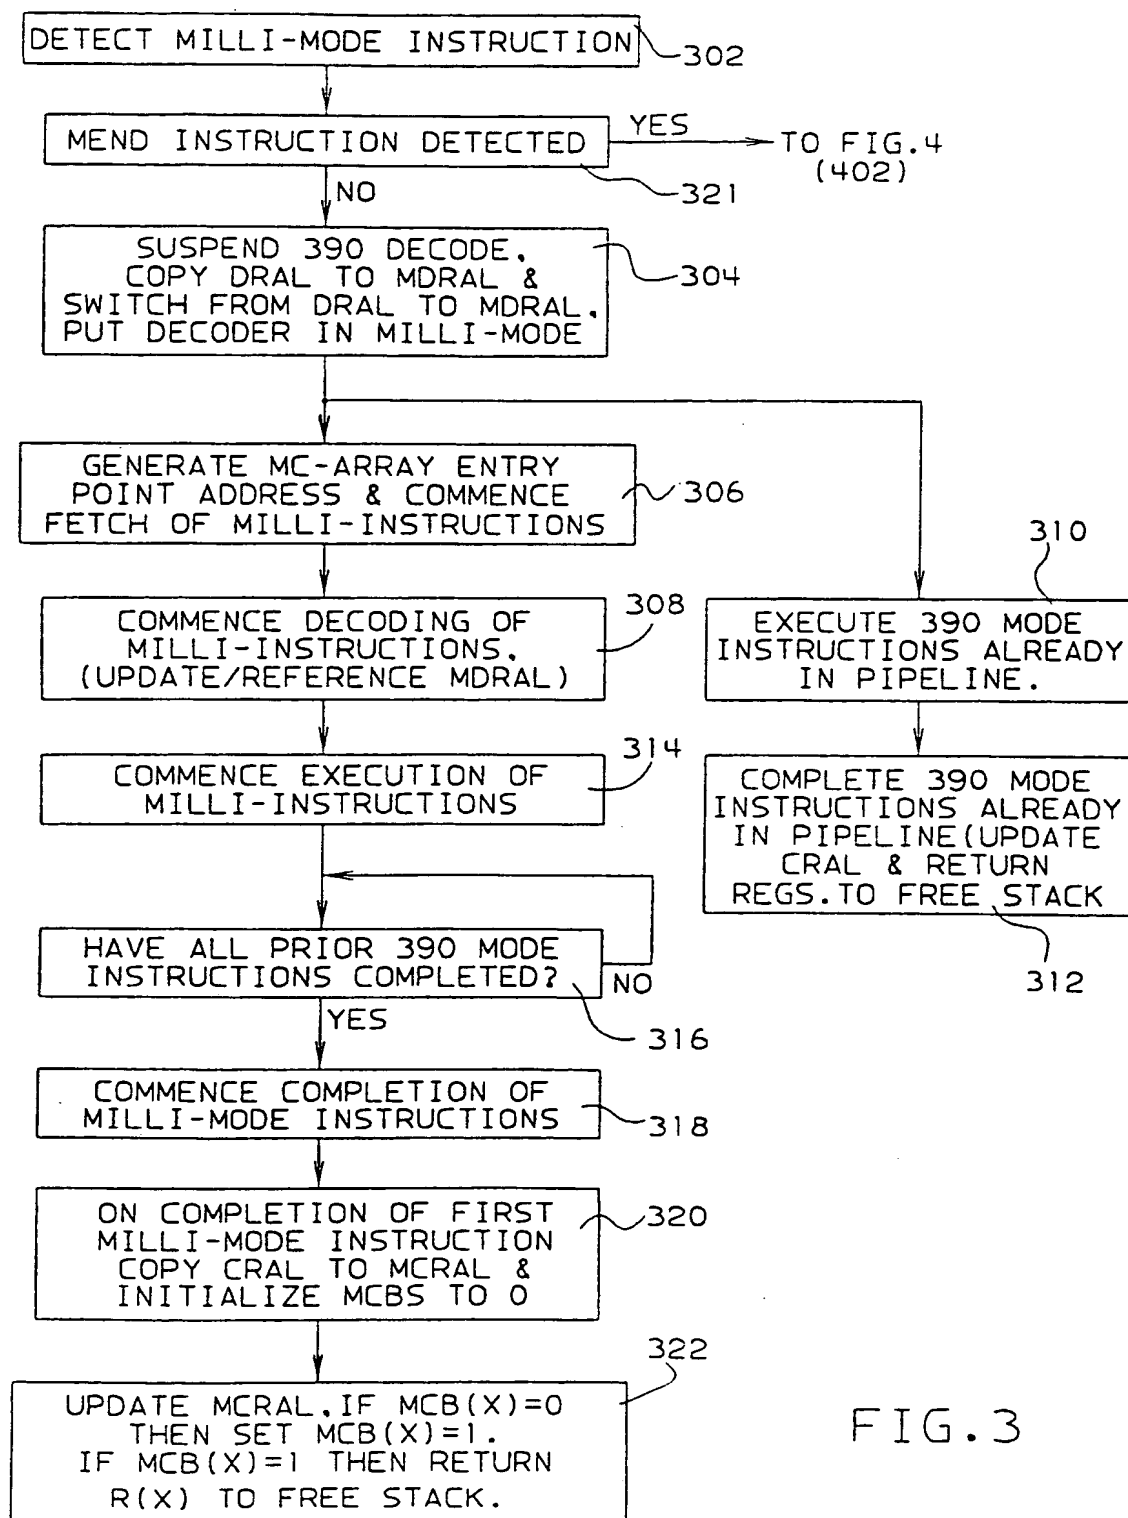 DETECT MILLI-MODE INSTRUCTION
302
MEND INSTRUCTION DETECTED
YES
TO FIG.4
(402)
321
NO
SUSPEND 390 DECODE.
COPY DRAL TO MDRAL &
SWITCH FROM DRAL TO MDRAL.
PUT DECODER IN MILLI-MODE
304
GENERATE MC-ARRAY ENTRY
POINT ADDRESS & COMMENCE
FETCH OF MILLI-INSTRUCTIONS
306
310
COMMENCE DECODING OF
MILLI-INSTRUCTIONS.
(UPDATE/REFERENCE MDRAL)
308
EXECUTE 390 MODE
INSTRUCTIONS ALREADY
IN PIPELINE.
COMMENCE EXECUTION OF
MILLI-INSTRUCTIONS
314
COMPLETE 390 MODE
INSTRUCTIONS ALREADY
IN PIPELINE(UPDATE
CRAL & RETURN
REGS.TO FREE STACK
312
HAVE ALL PRIOR 390 MODE
INSTRUCTIONS COMPLETED?
NO
YES
316
COMMENCE COMPLETION OF
MILLI-MODE INSTRUCTIONS
318
ON COMPLETION OF FIRST
MILLI-MODE INSTRUCTION
COPY CRAL TO MCRAL &
INITIALIZE MCBS TO 0
320
322
UPDATE MCRAL.IF MCB(X)=0
THEN SET MCB(X)=1.
IF MCB(X)=1 THEN RETURN
R(X) TO FREE STACK.
FIG.3